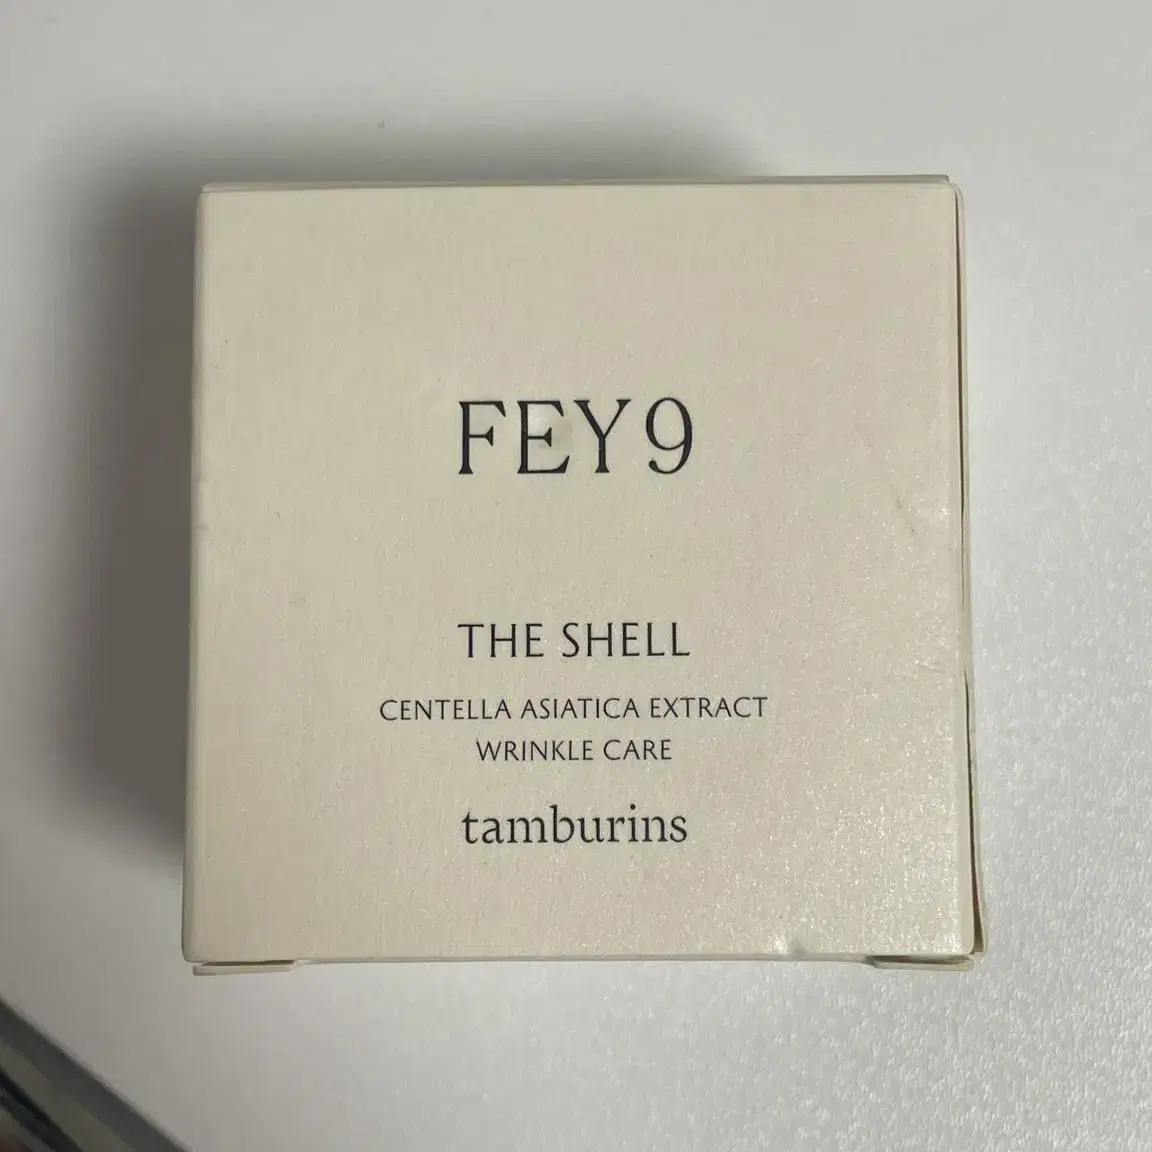 FEY9
THE SHELL
CENTELLA ASIATICA EXTRACT
WRINKLE CARE
tamburins